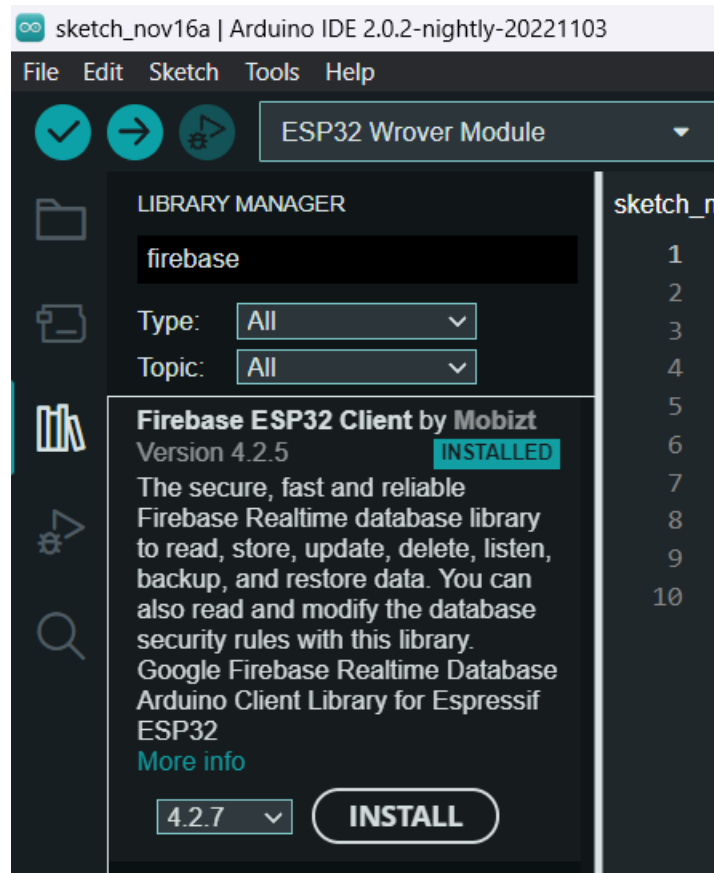 sketch_nov16a | Arduino IDE 2.0.2-nightly-20221103
File Edit Sketch Tools Help
ESP32 Wrover Module
LIBRARY MANAGER
firebase
Type: All
Topic: All
Firebase ESP32 Client by Mobizt
Version 4.2.5 INSTALLED
The secure, fast and reliable
Firebase Realtime database library
to read, store, update, delete, listen,
backup, and restore data. You can
also read and modify the database
security rules with this library.
Google Firebase Realtime Database
Arduino Client Library for Espressif
ESP32
More info
4.2.7 INSTALL
sketch_n
1
2
3
4
5
6
7
8
9
10